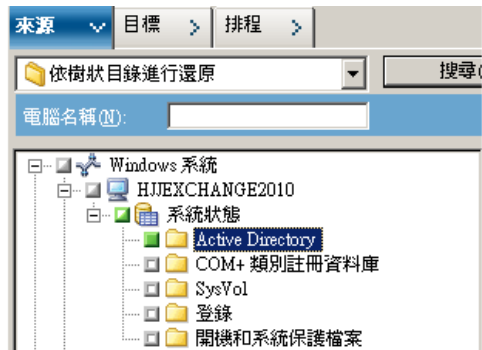 來源 目標 排程
依樹狀目錄進行還原 搜尋(
電腦名稱(N):
Windows 系統
HJJEXCHANGE2010
系統狀態
Active Directory
COM+ 類別註冊資料庫
SysVol
登錄
開機和系統保護檔案